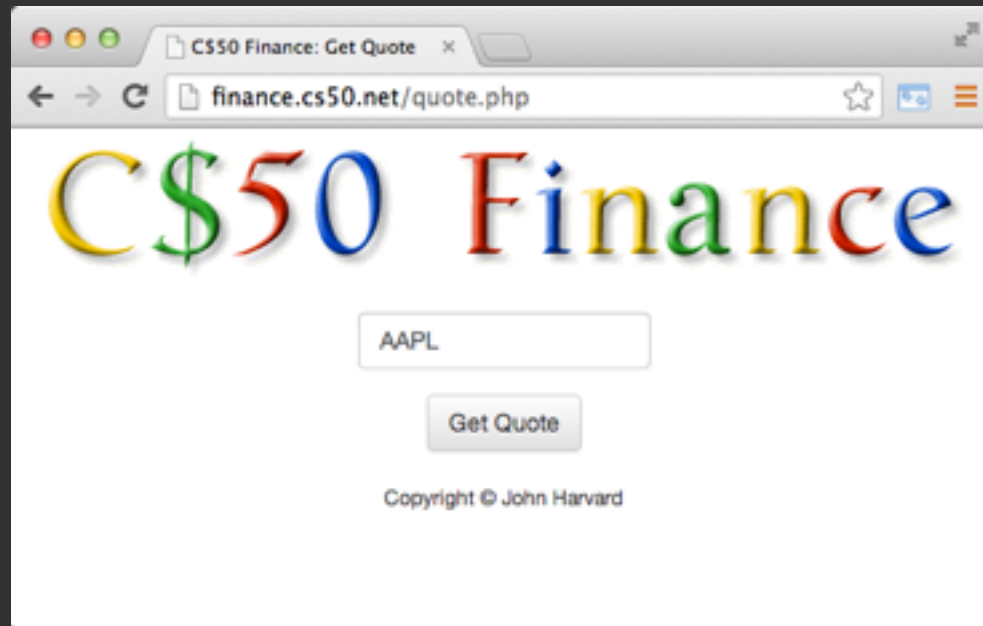 C$50 Finance: Get Quote
finance.cs50.net/quote.php
C$50 Finance
AAPL
Get Quote
Copyright © John Harvard